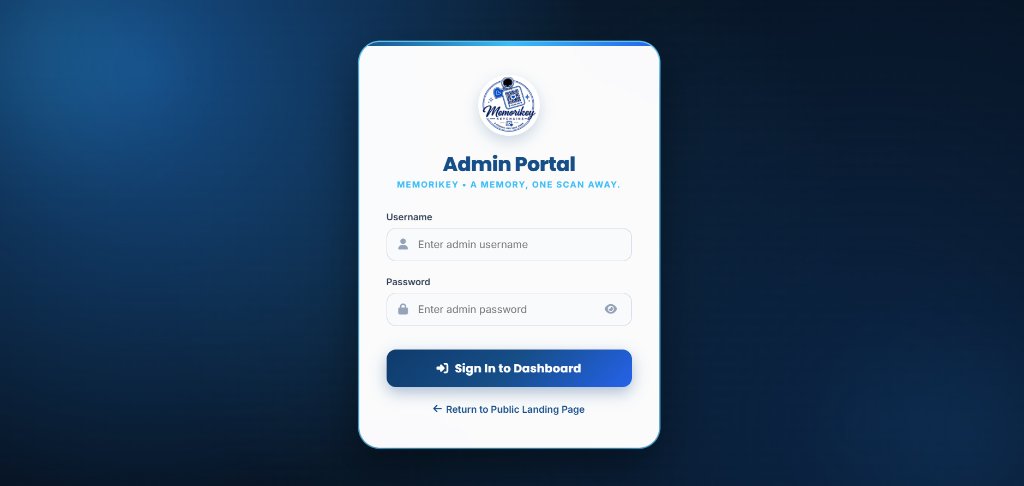 Memorikey
KEYCHAINS
Admin Portal
MEMORIKEY • A MEMORY, ONE SCAN AWAY.
Username
Enter admin username
Password
Enter admin password
Sign In to Dashboard
Return to Public Landing Page